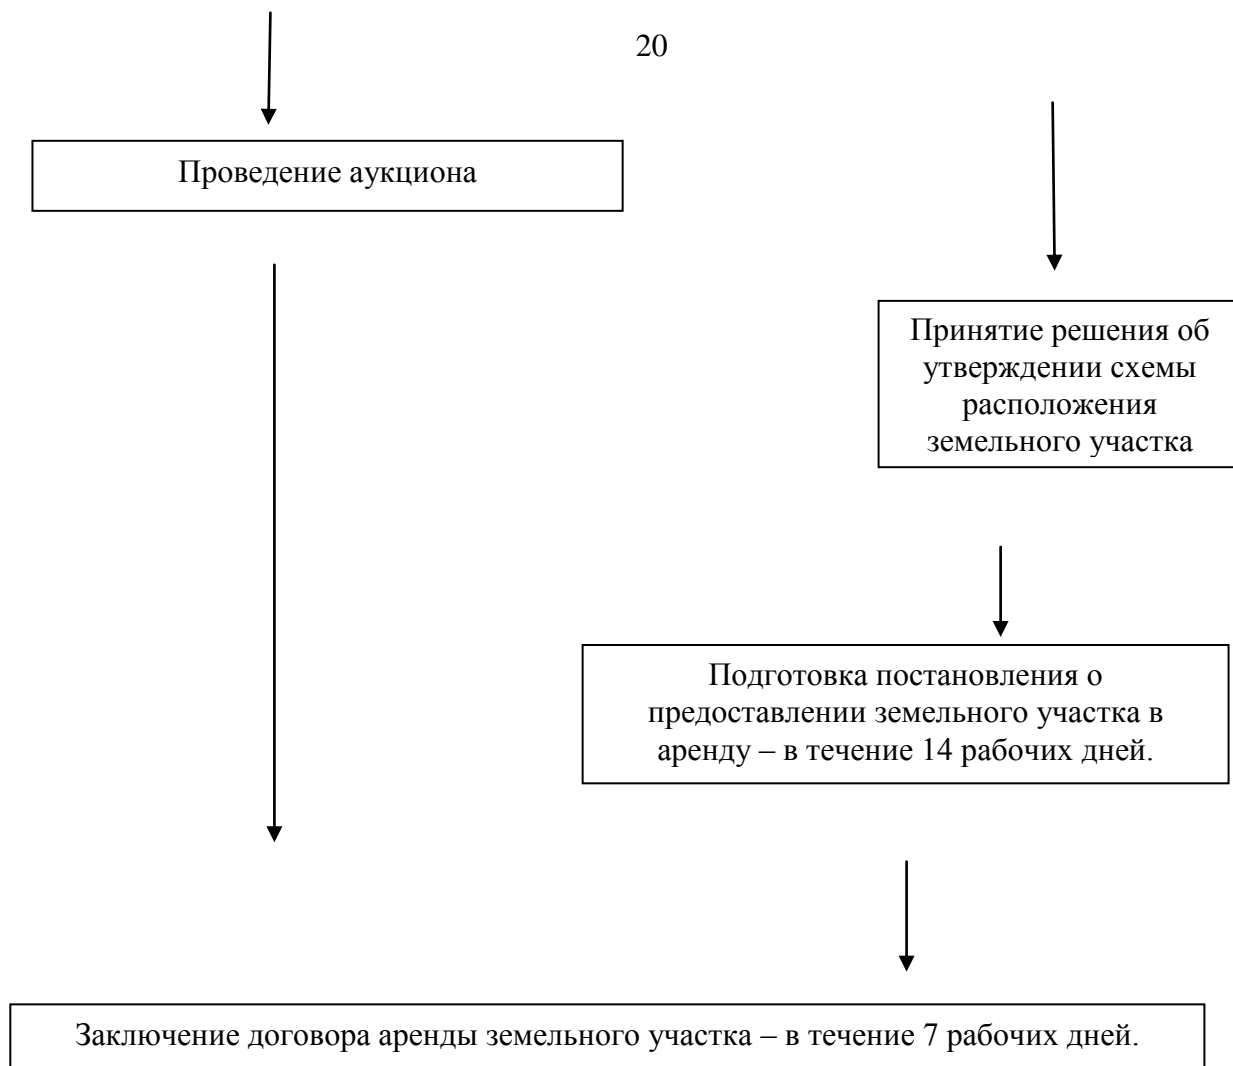 20
Проведение аукциона
Принятие решения об
утверждении схемы
расположения
земельного участка
Подготовка постановления о
предоставлении земельного участка в
аренду – в течение 14 рабочих дней.
Заключение договора аренды земельного участка – в течение 7 рабочих дней.